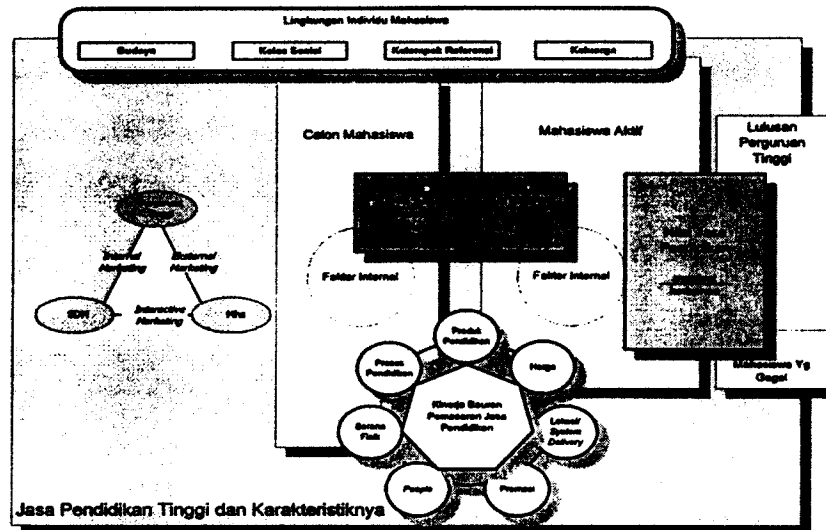 Lingkungan Individu Mahasiswa
Budaya
Kelas Sosial
Kelompok Referensi
Keluarga
Calon Mahasiswa
Mahasiswa Aktif
Lulusan
Perguruan
Tinggi
Internal
Marketing
External
Marketing
SDM
Interactive
Marketing
Mhs
Faktor Internal
Faktor Internal
Produk
Pendidikan
Proses
Pendidikan
Harga
Kinerja Bauran
Pemasaran Jasa
Pendidikan
Sarana
Fisik
Lokasi/
System
Delivery
People
Promosi
Mahasiswa Yg
Gagal
Jasa Pendidikan Tinggi dan Karakteristiknya